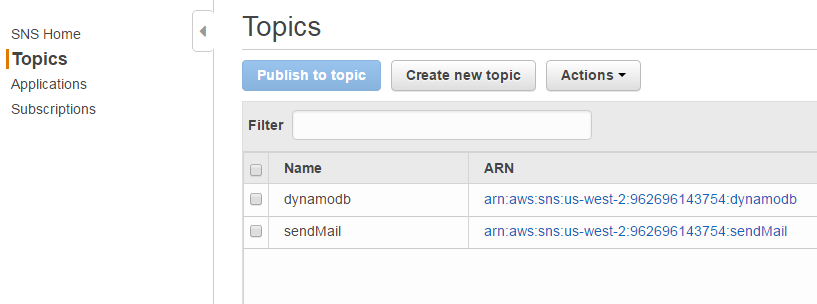 SNS Home
Topics
Applications
Subscriptions
Topics
Publish to topic Create new topic Actions
Filter
Name ARN
dynamodb arn:aws:sns:us-west-2:962696143754:dynamodb
sendMail arn:aws:sns:us-west-2:962696143754:sendMail